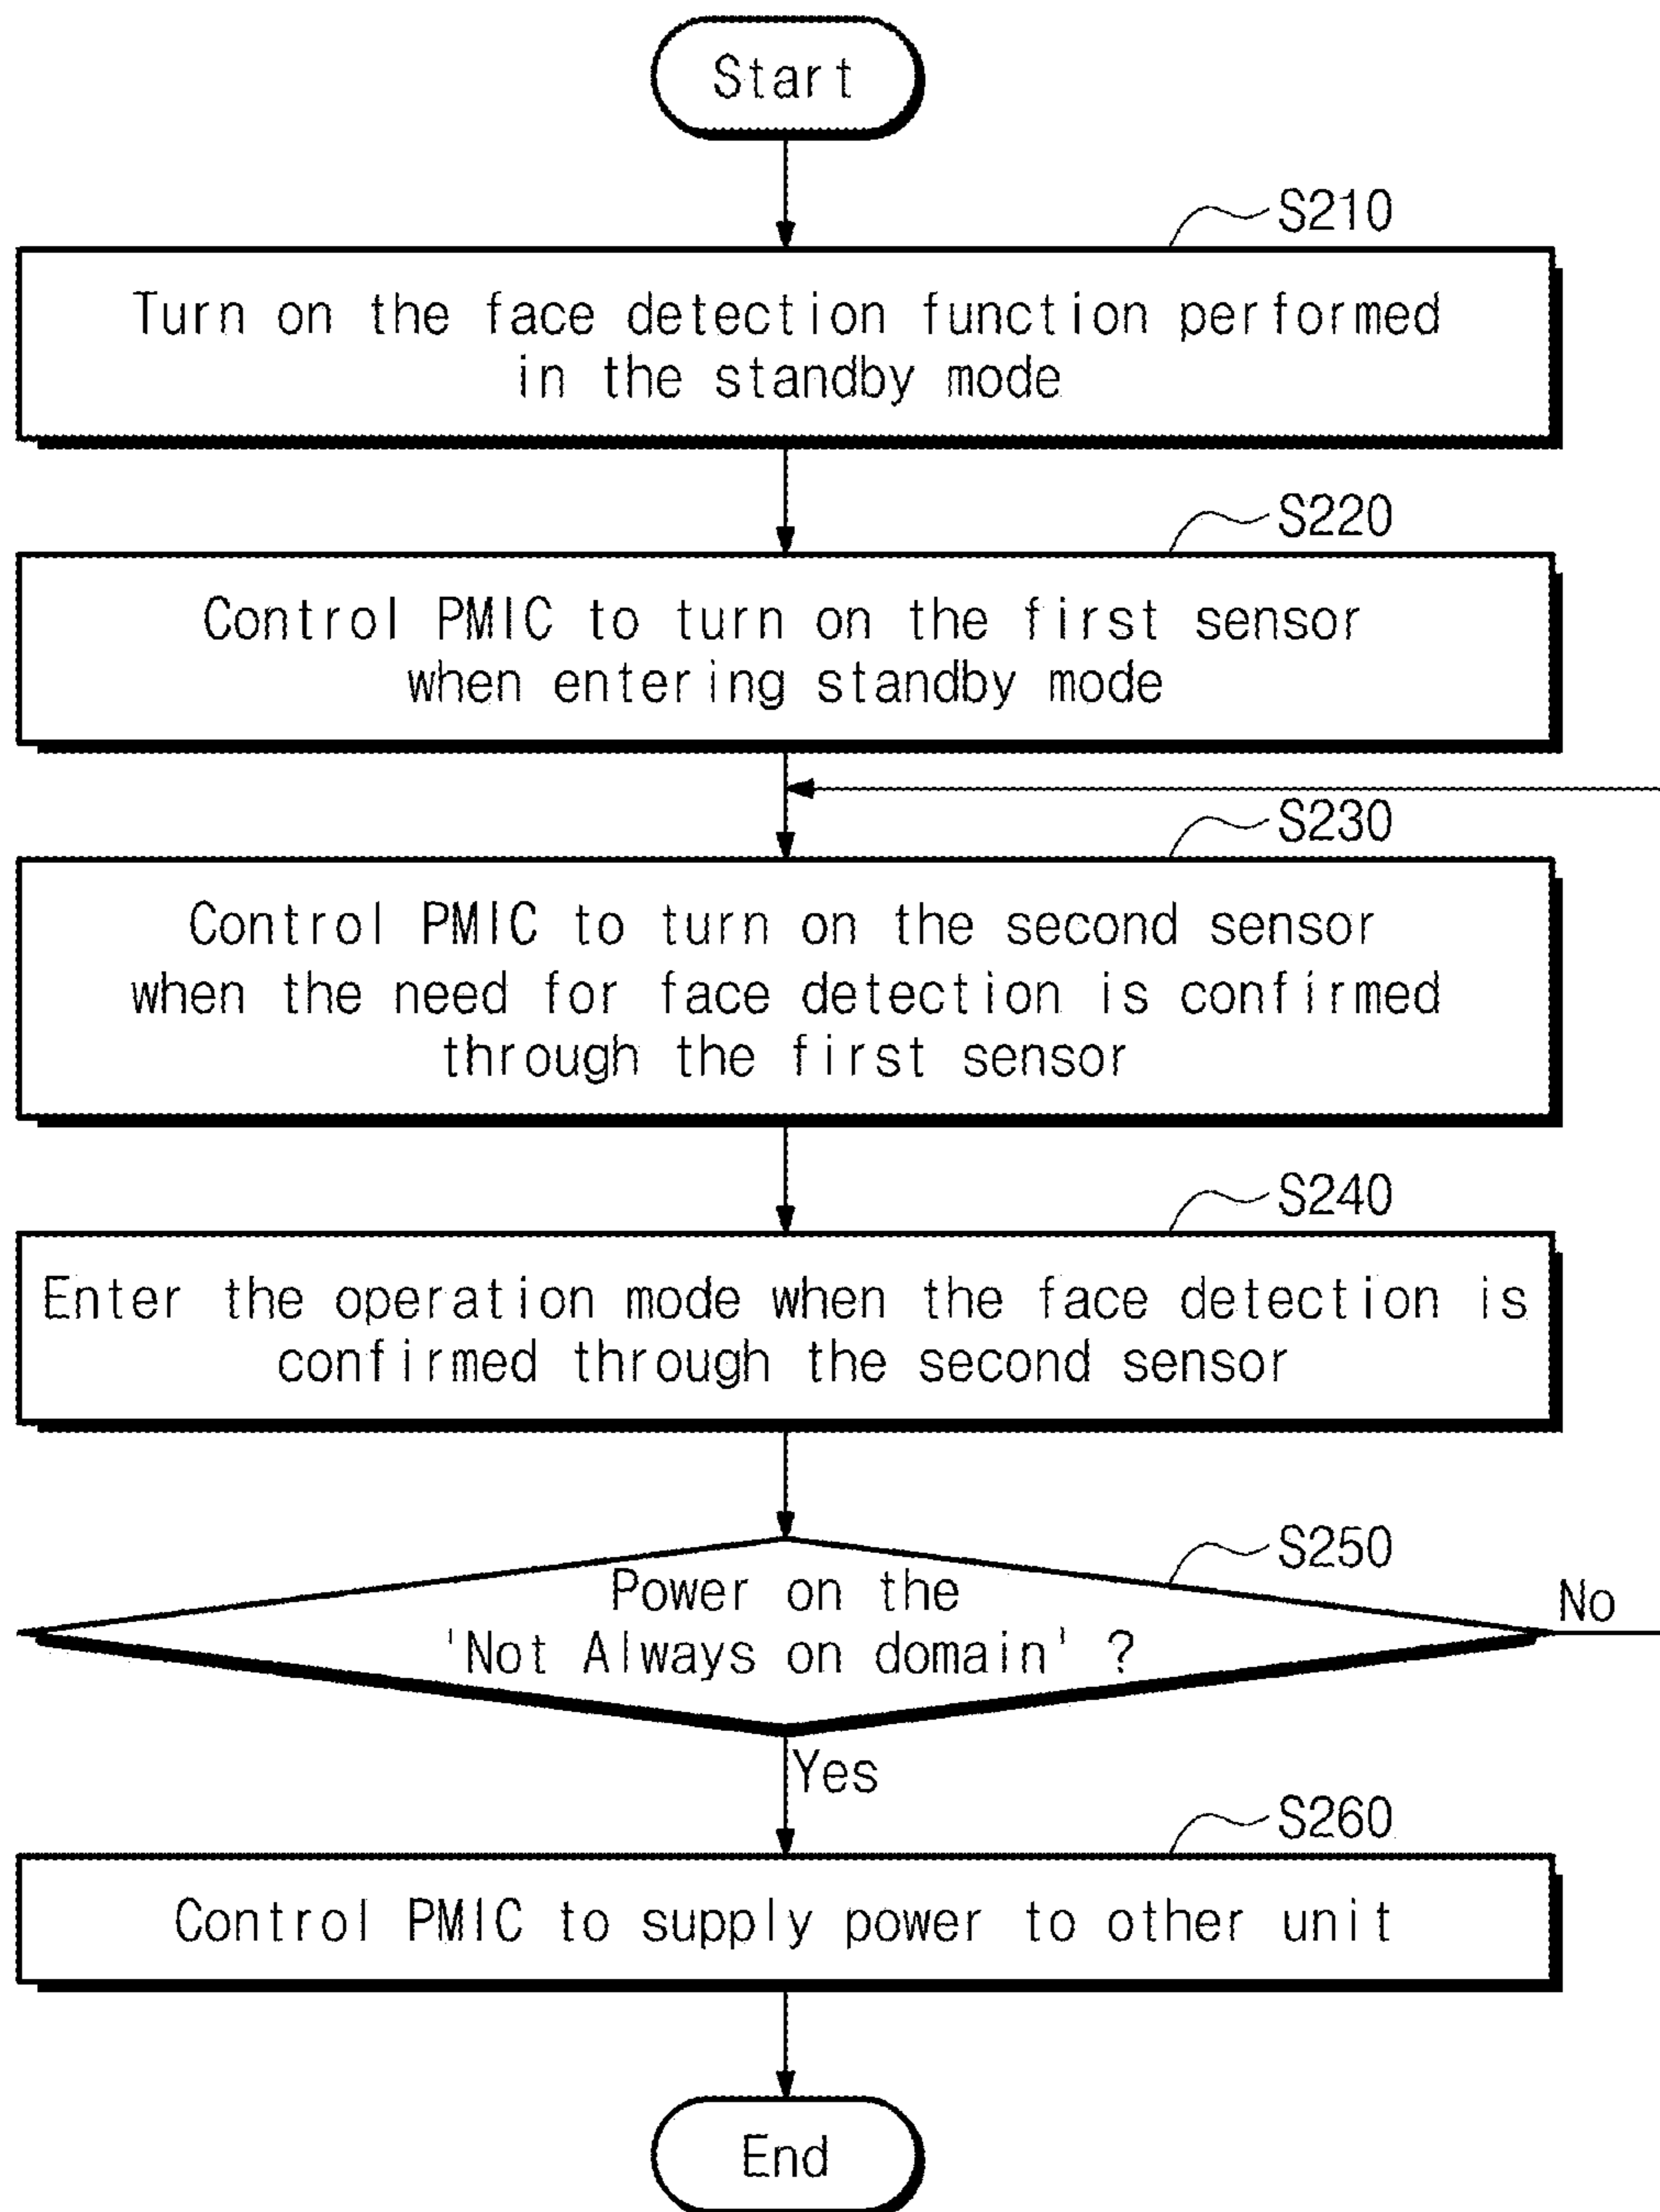 Start
S210
Turn on the face detection function performed
in the standby mode
S220
Control PMIC to turn on the first sensor
when entering standby mode
S230
Control PMIC to turn on the second sensor
when the need for face detection is confirmed
through the first sensor
S240
Enter the operation mode when the face detection is
confirmed through the second sensor
S250
Power on the
'Not Always on domain' ?
No
Yes
S260
Control PMIC to supply power to other unit
End